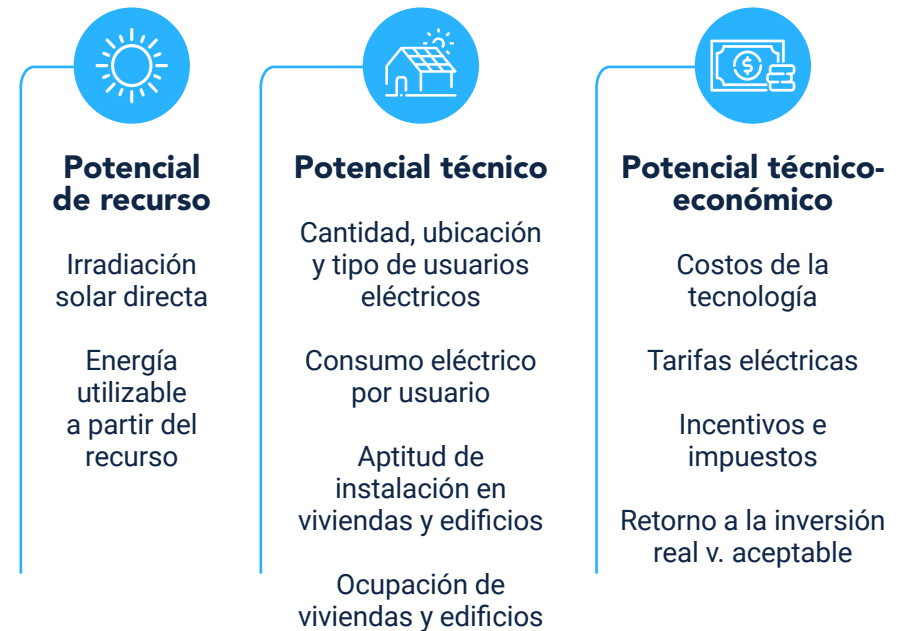 Potencial
de recurso
Irradiación
solar directa
Energía
utilizable
a partir del
recurso
Potencial técnico
Cantidad, ubicación
y tipo de usuarios
eléctricos
Consumo eléctrico
por usuario
Aptitud de
instalación en
viviendas y edificios
Ocupación de
viviendas y edificios
$
Potencial técnico-
económico
Costos de la
tecnología
Tarifas eléctricas
Incentivos e
impuestos
Retorno a la inversión
real v. aceptable